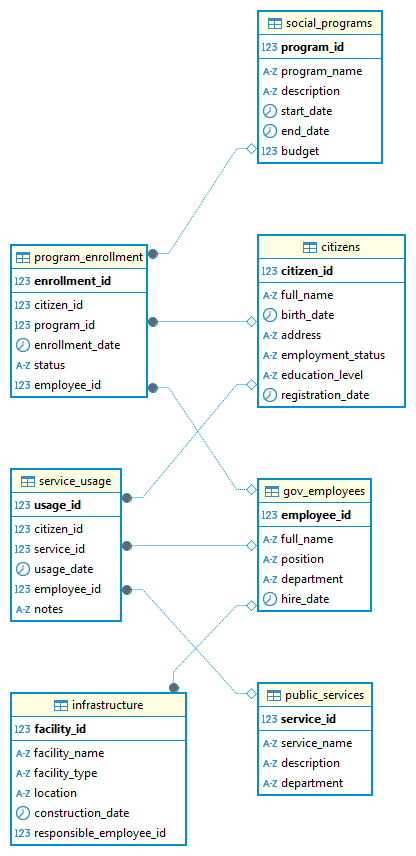 social_programs
123 program_id
A-Z program_name
A-Z description
start_date
end_date
123 budget
program_enrollment
123 enrollment_id
123 citizen_id
123 program_id
enrollment_date
A-Z status
123 employee_id
citizens
123 citizen_id
A-Z full_name
birth_date
A-Z address
A-Z employment_status
A-Z education_level
registration_date
service_usage
123 usage_id
123 citizen_id
123 service_id
usage_date
123 employee_id
A-Z notes
gov_employees
123 employee_id
A-Z full_name
A-Z position
A-Z department
hire_date
infrastructure
123 facility_id
A-Z facility_name
A-Z facility_type
A-Z location
construction_date
123 responsible_employee_id
public_services
123 service_id
A-Z service_name
A-Z description
A-Z department